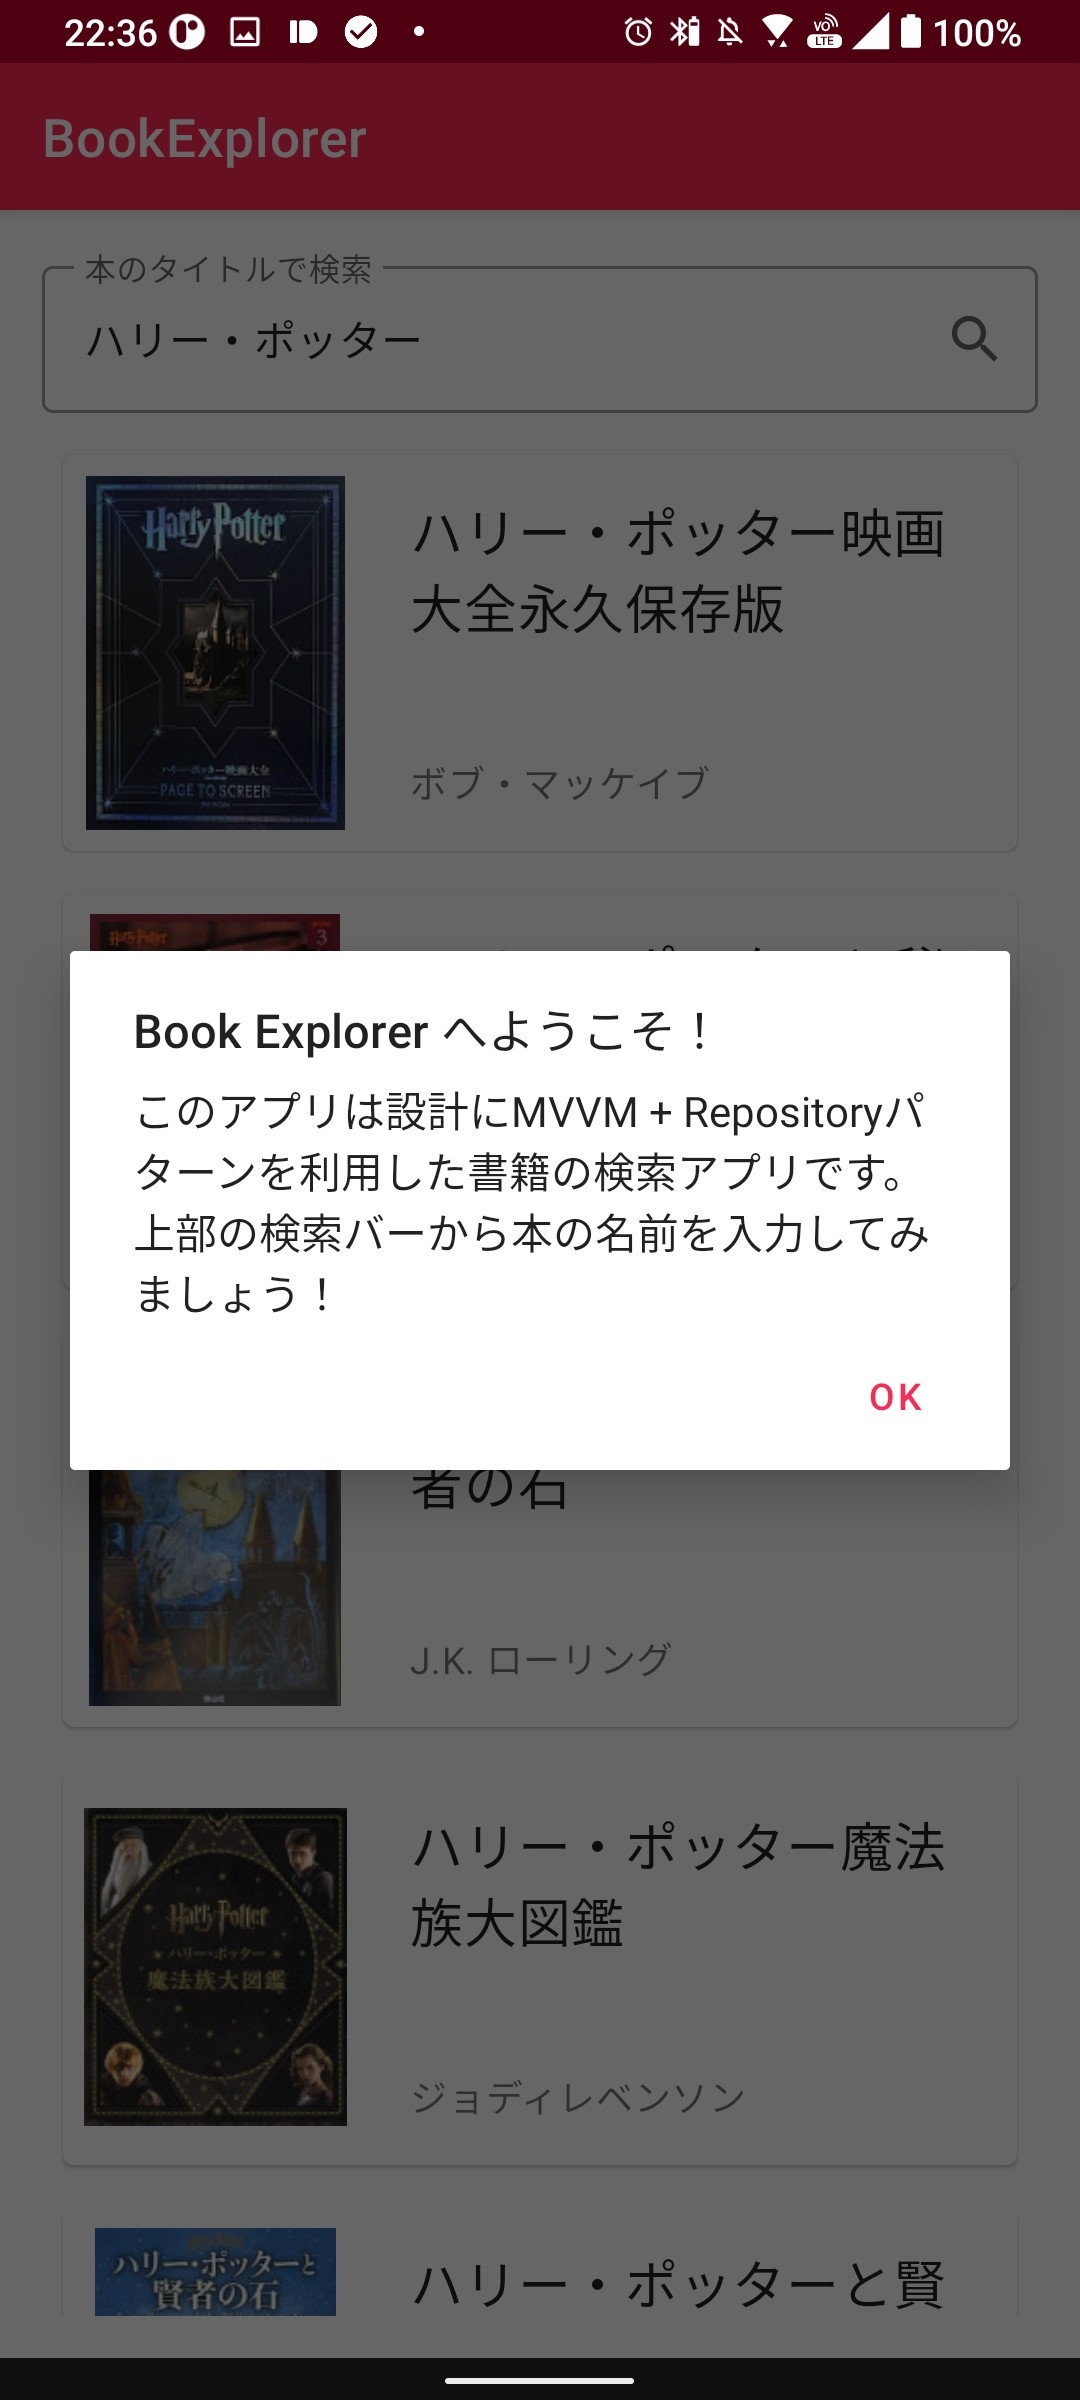 22:36
VO LTE
100%
BookExplorer
本のタイトルで検索
ハリー・ポッター
Harry Potter
ハリー・ポッター映画大全
PAGE TO SCREEN
ハリー・ポッター映画
大全永久保存版
ボブ・マッケイブ
Harry Potter
3
Book Explorer へようこそ！
このアプリは設計にMVVM + Repositoryパ
ターンを利用した書籍の検索アプリです。
上部の検索バーから本の名前を入力してみ
ましょう！
OK
者の石
J.K. ローリング
Harry Potter
ハリー・ポッター
魔法族大図鑑
ハリー・ポッター魔法
族大図鑑
ジョディレベンソン
ハリー・ポッターと
賢者の石
ハリー・ポッターと賢